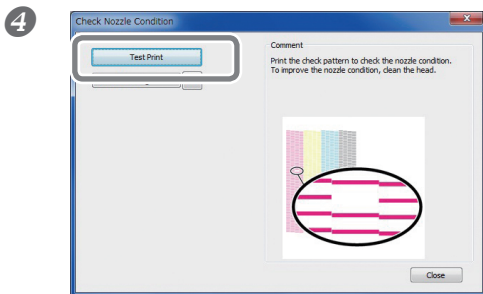 4
Check Nozzle Condition
Test Print
Comment
Print the check pattern to check the nozzle condition.
To improve the nozzle condition, clean the head.
Close